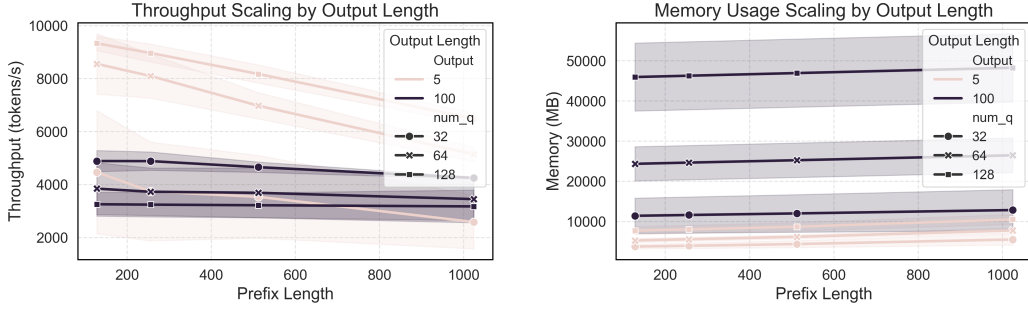 Throughput Scaling by Output Length
Throughput (tokens/s)
10000
8000
6000
4000
2000
200
400
600
800
1000
Prefix Length
Output Length
Output
5
100
num_q
32
64
128
Memory Usage Scaling by Output Length
Memory (MB)
50000
40000
30000
20000
10000
200
400
600
800
1000
Prefix Length
Output Length
Output
5
100
num_q
32
64
128